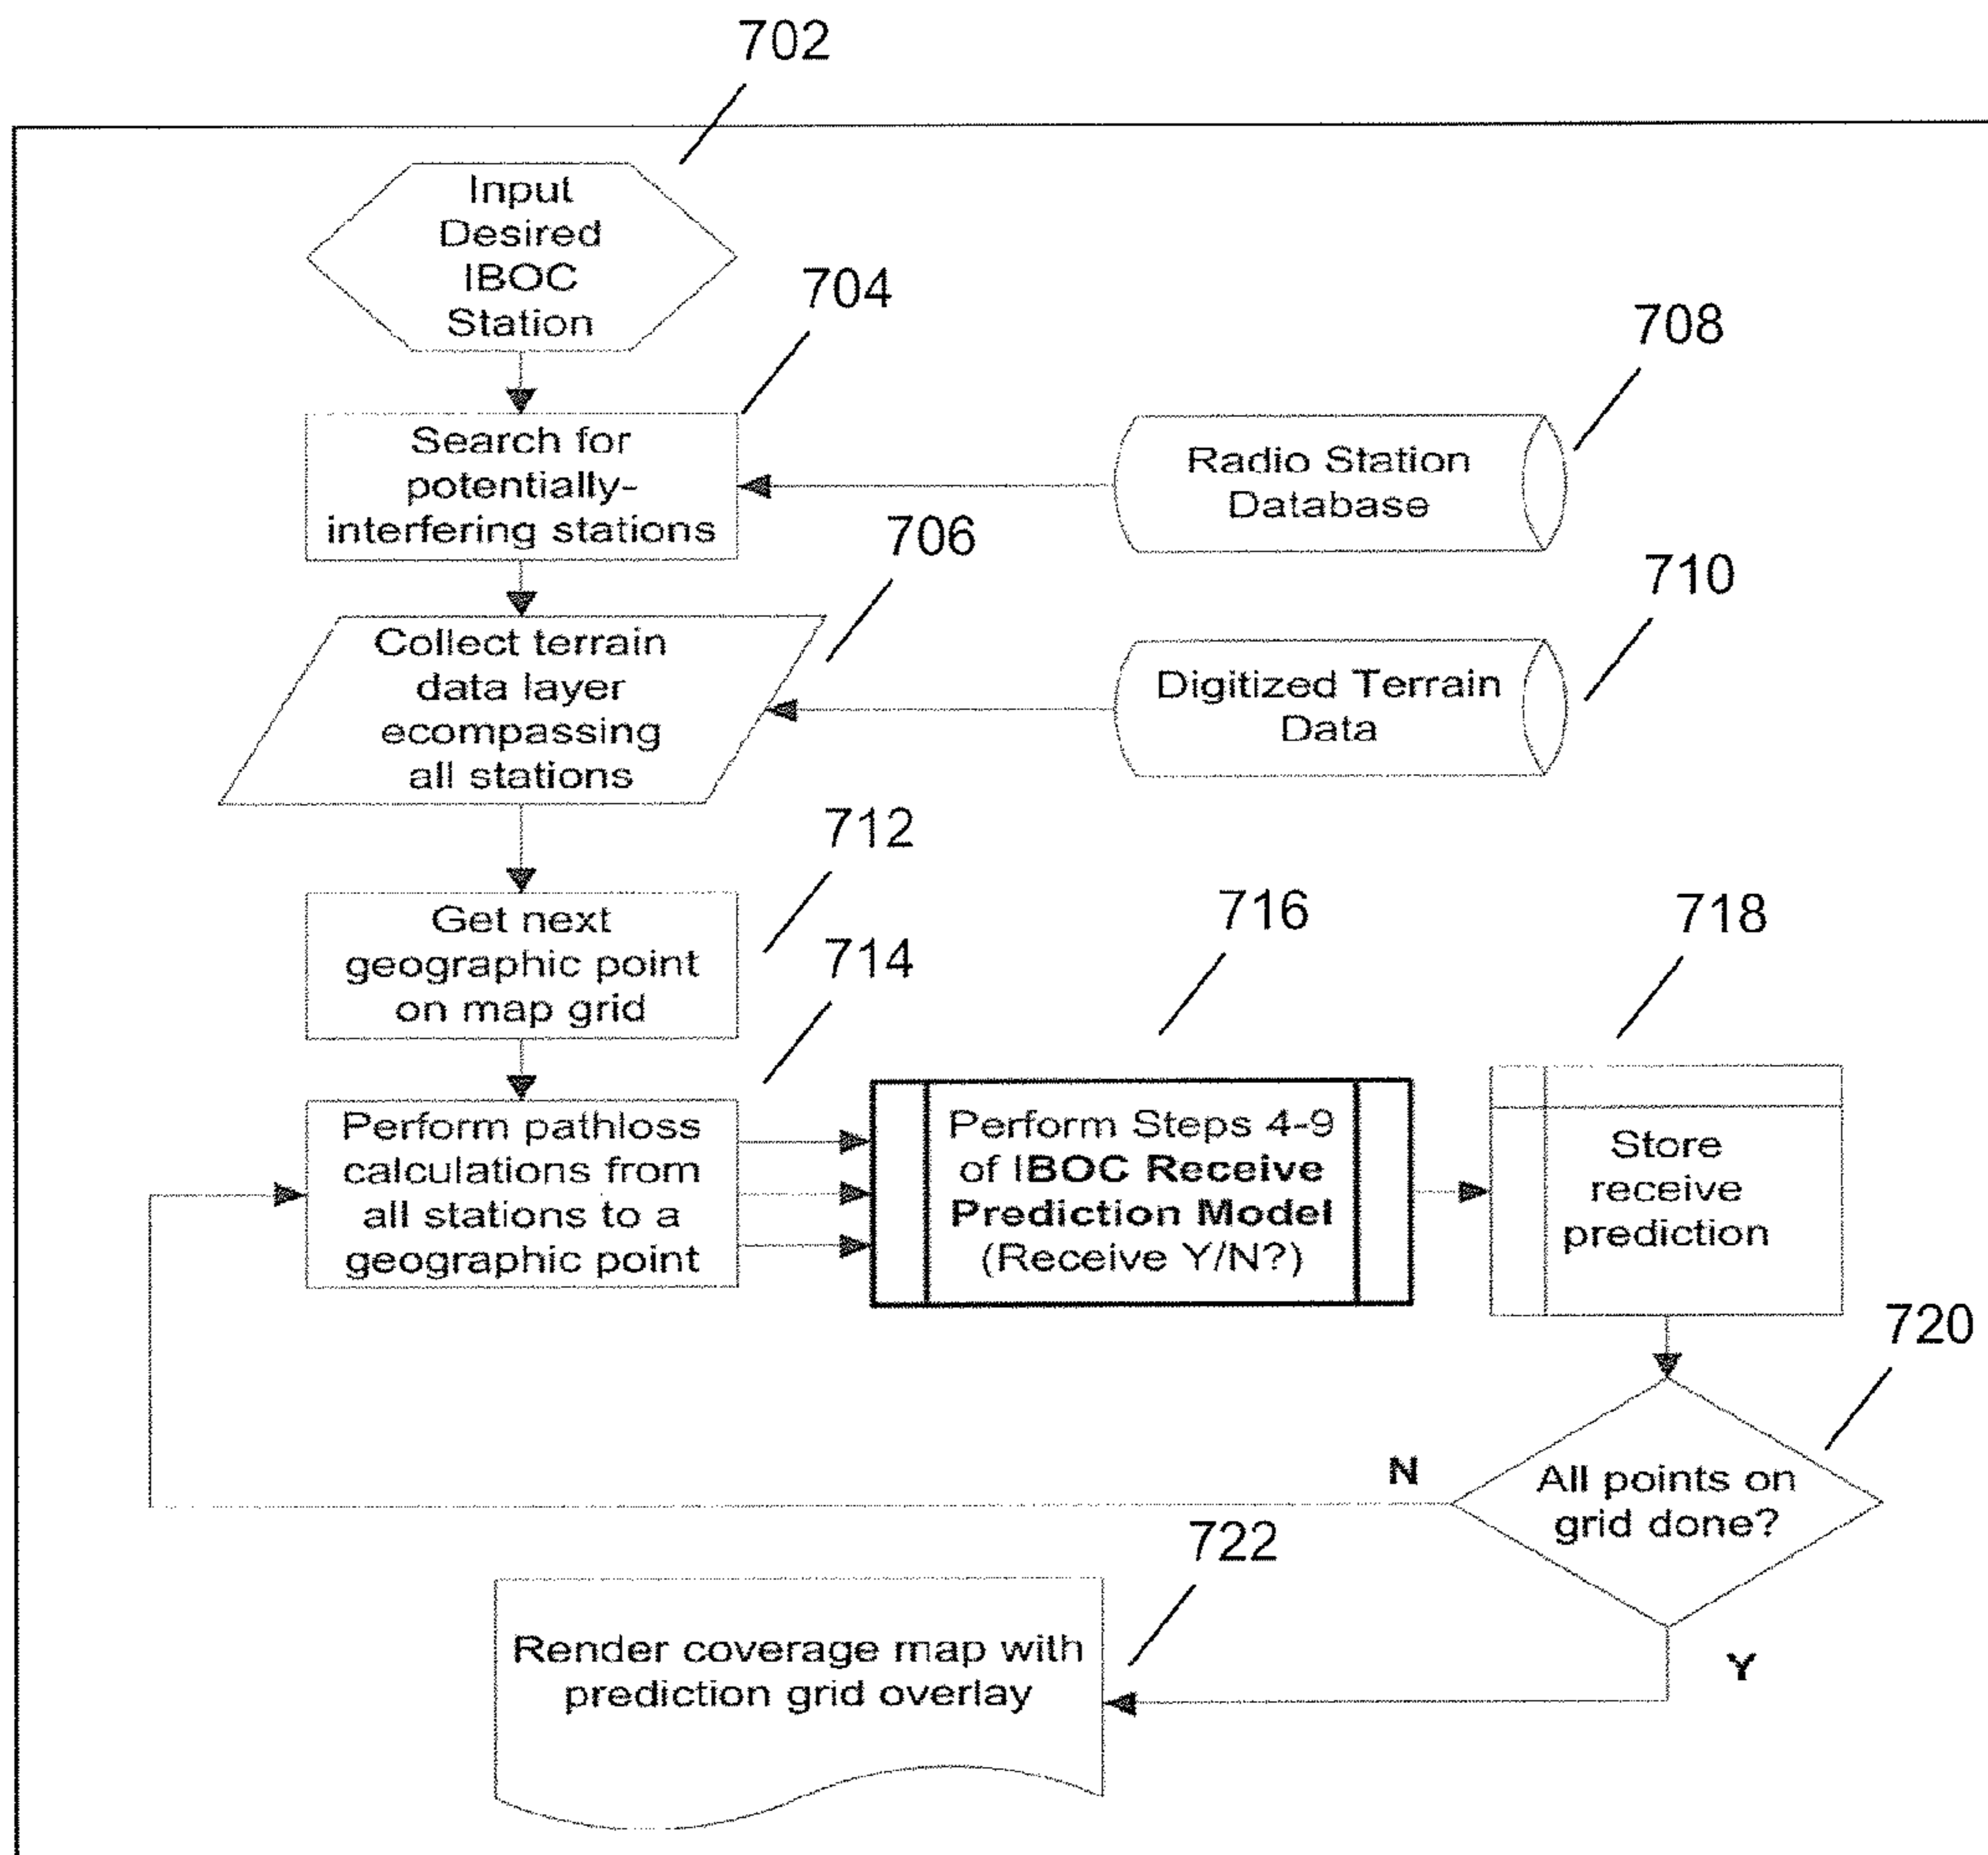 702
Input
Desired
IBOC
Station
704
Search for
potentially-
interfering stations
708
Radio Station
Database
706
Collect terrain
data layer
ecompassing
all stations
710
Digitized Terrain
Data
712
Get next
geographic point
on map grid
714
Perform pathloss
calculations from
all stations to a
geographic point
716
Perform Steps 4-9
of IBOC Receive
Prediction Model
(Receive Y/N?)
718
Store
receive
prediction
720
All points on
grid done?
N
Y
722
Render coverage map with
prediction grid overlay